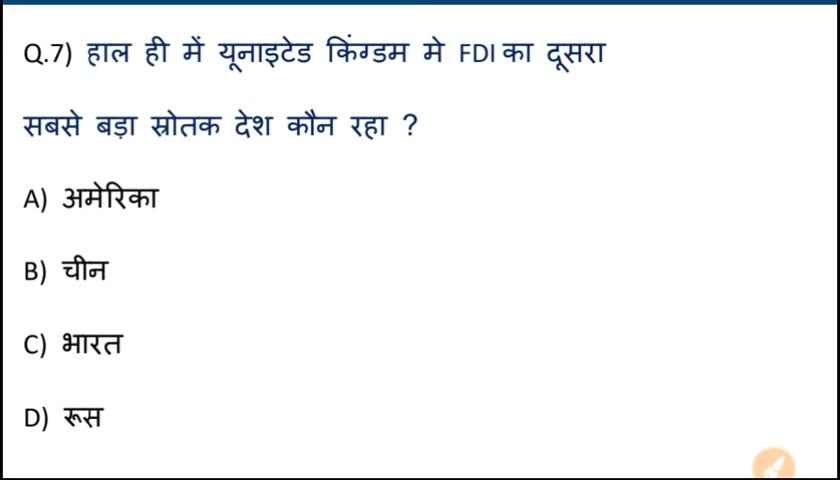 Q.7) हाल ही में यूनाइटेड किंग्डम मे FDI का दूसरा
सबसे बड़ा स्रोतक देश कौन रहा ?
A) अमेरिका
B) चीन
C) भारत
D) रूस